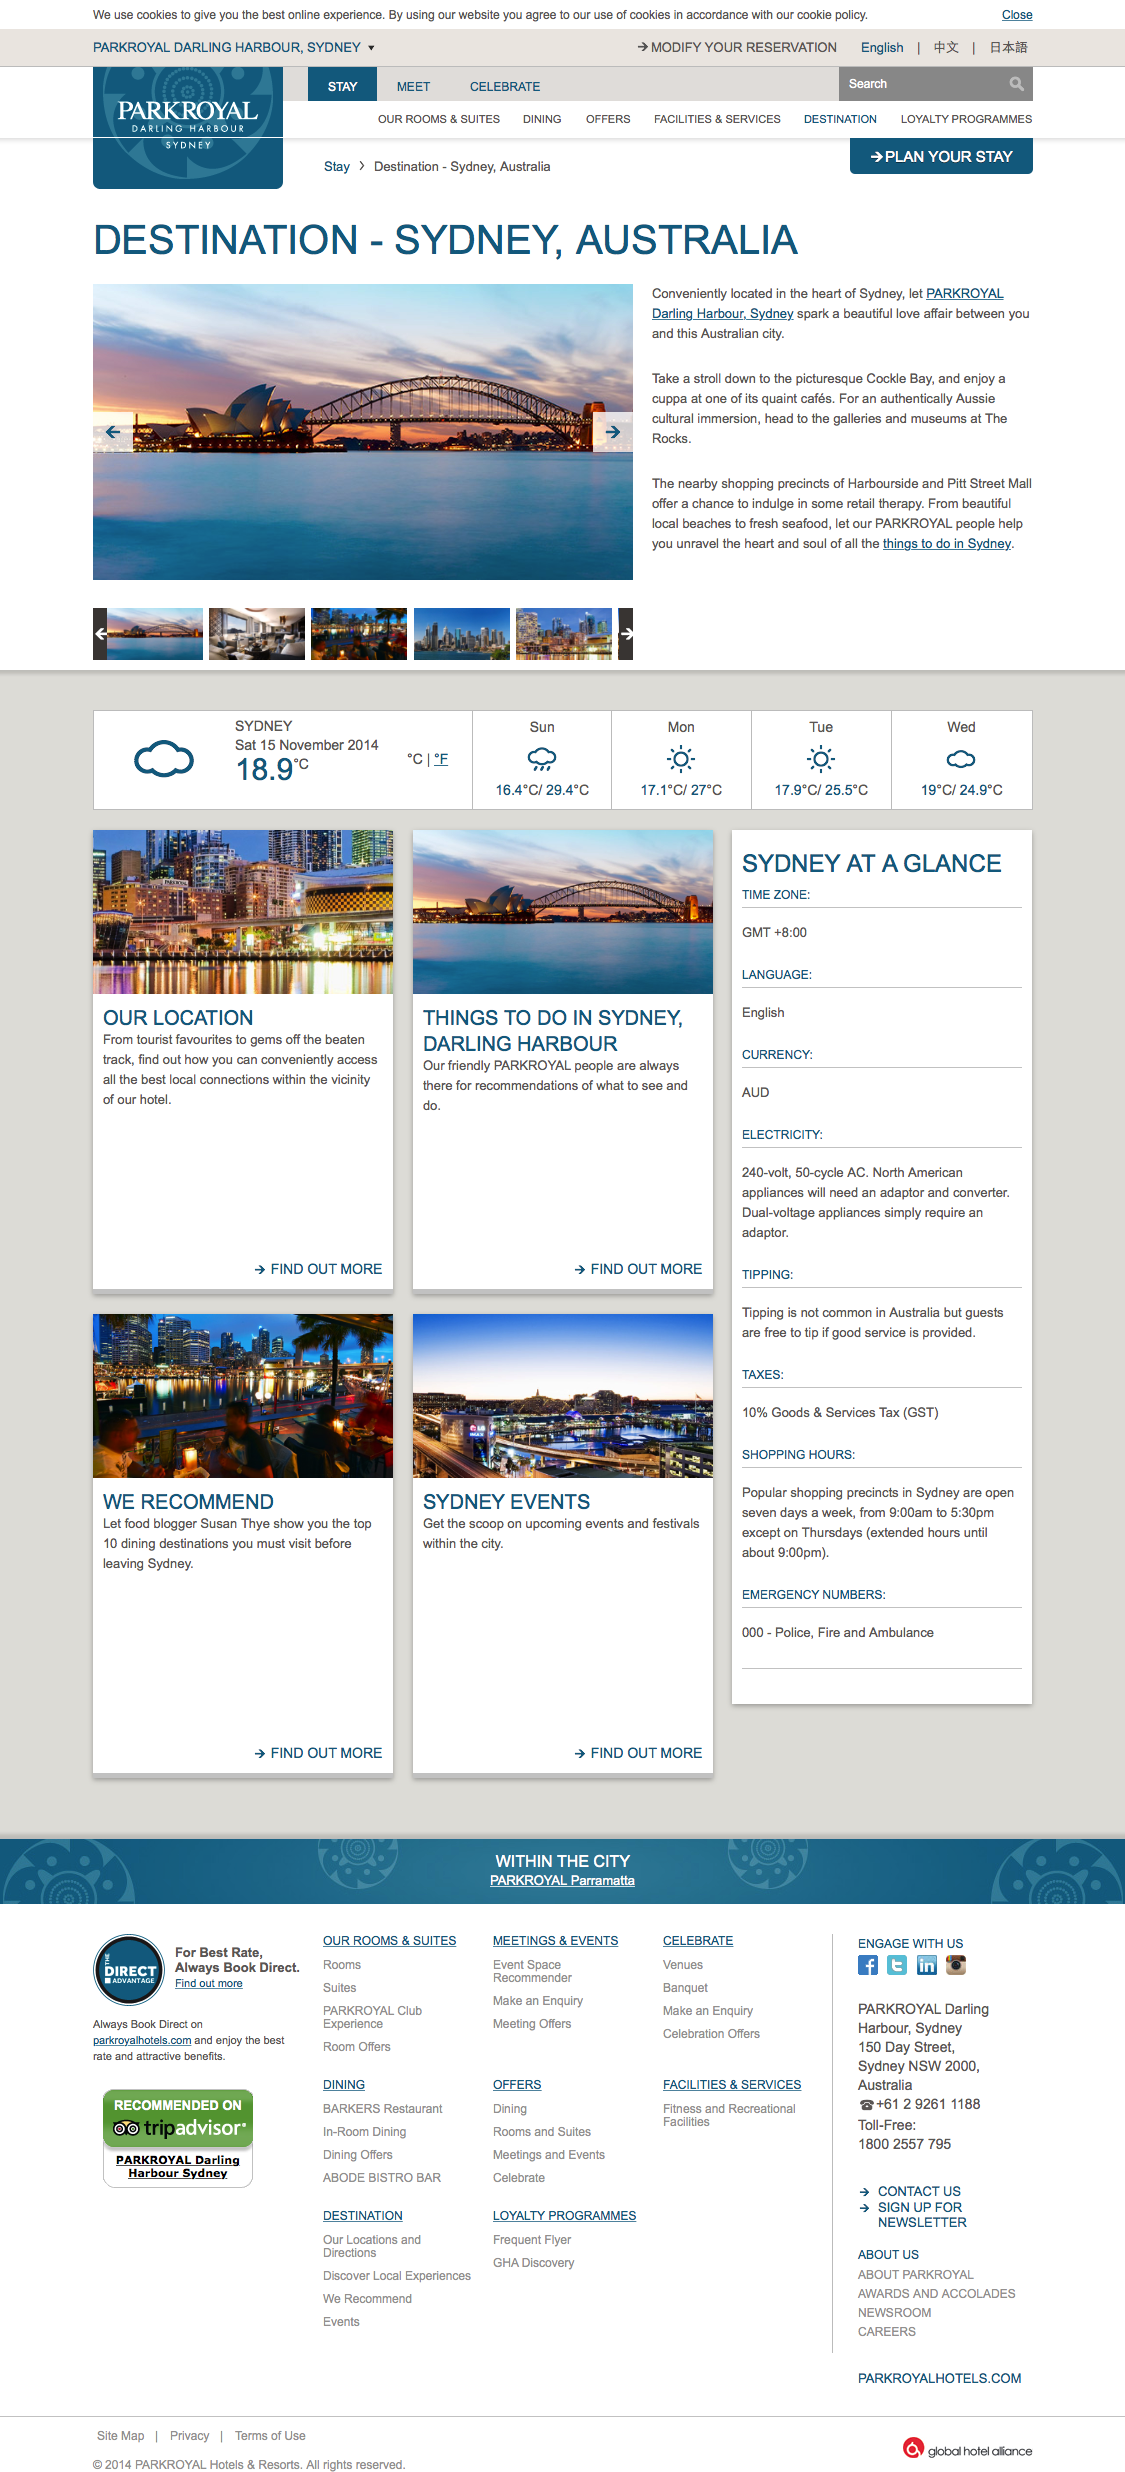 We use cookies to give you the best online experience. By using our website you agree to our use of cookies in accordance with our cookie policy.
Close
PARKROYAL DARLING HARBOUR, SYDNEY
MODIFY YOUR RESERVATION
English | 中文 | 日本語
PARKROYAL
DARLING HARBOUR
SYDNEY
STAY
MEET
CELEBRATE
Search
OUR ROOMS & SUITES
DINING
OFFERS
FACILITIES & SERVICES
DESTINATION
LOYALTY PROGRAMMES
Stay > Destination - Sydney, Australia
PLAN YOUR STAY
DESTINATION - SYDNEY, AUSTRALIA
Conveniently located in the heart of Sydney, let PARKROYAL
Darling Harbour, Sydney spark a beautiful love affair between you
and this Australian city.
Take a stroll down to the picturesque Cockle Bay, and enjoy a
cuppa at one of its quaint cafés. For an authentically Aussie
cultural immersion, head to the galleries and museums at The
Rocks.
The nearby shopping precincts of Harbourside and Pitt Street Mall
offer a chance to indulge in some retail therapy. From beautiful
local beaches to fresh seafood, let our PARKROYAL people help
you unravel the heart and soul of all the things to do in Sydney.
SYDNEY
Sat 15 November 2014
18.9°C
°C | °F
Sun
16.4°C/ 29.4°C
Mon
17.1°C/ 27°C
Tue
17.9°C/ 25.5°C
Wed
19°C/ 24.9°C
OUR LOCATION
From tourist favourites to gems off the beaten
track, find out how you can conveniently access
all the best local connections within the vicinity
of our hotel.
FIND OUT MORE
THINGS TO DO IN SYDNEY,
DARLING HARBOUR
Our friendly PARKROYAL people are always
there for recommendations of what to see and
do.
FIND OUT MORE
WE RECOMMEND
Let food blogger Susan Thye show you the top
10 dining destinations you must visit before
leaving Sydney.
FIND OUT MORE
SYDNEY EVENTS
Get the scoop on upcoming events and festivals
within the city.
FIND OUT MORE
SYDNEY AT A GLANCE
TIME ZONE:
GMT +8:00
LANGUAGE:
English
CURRENCY:
AUD
ELECTRICITY:
240-volt, 50-cycle AC. North American
appliances will need an adaptor and converter.
Dual-voltage appliances simply require an
adaptor.
TIPPING:
Tipping is not common in Australia but guests
are free to tip if good service is provided.
TAXES:
10% Goods & Services Tax (GST)
SHOPPING HOURS:
Popular shopping precincts in Sydney are open
seven days a week, from 9:00am to 5:30pm
except on Thursdays (extended hours until
about 9:00pm).
EMERGENCY NUMBERS:
000 - Police, Fire and Ambulance
WITHIN THE CITY
PARKROYAL Parramatta
THE
DIRECT
ADVANTAGE
For Best Rate,
Always Book Direct.
Find out more
Always Book Direct on
parkroyalhotels.com and enjoy the best
rate and attractive benefits.
RECOMMENDED ON
tripadvisor®
PARKROYAL Darling
Harbour Sydney
OUR ROOMS & SUITES
Rooms
Suites
PARKROYAL Club
Experience
Room Offers
MEETINGS & EVENTS
Event Space
Recommender
Make an Enquiry
Meeting Offers
CELEBRATE
Venues
Banquet
Make an Enquiry
Celebration Offers
DINING
BARKERS Restaurant
In-Room Dining
Dining Offers
ABODE BISTRO BAR
OFFERS
Dining
Rooms and Suites
Meetings and Events
Celebrate
FACILITIES & SERVICES
Fitness and Recreational
Facilities
DESTINATION
Our Locations and
Directions
Discover Local Experiences
We Recommend
Events
LOYALTY PROGRAMMES
Frequent Flyer
GHA Discovery
ENGAGE WITH US
PARKROYAL Darling
Harbour, Sydney
150 Day Street,
Sydney NSW 2000,
Australia
☎+61 2 9261 1188
Toll-Free:
1800 2557 795
CONTACT US
SIGN UP FOR
NEWSLETTER
ABOUT US
ABOUT PARKROYAL
AWARDS AND ACCOLADES
NEWSROOM
CAREERS
PARKROYALHOTELS.COM
Site Map | Privacy | Terms of Use
© 2014 PARKROYAL Hotels & Resorts. All rights reserved.
global hotel alliance